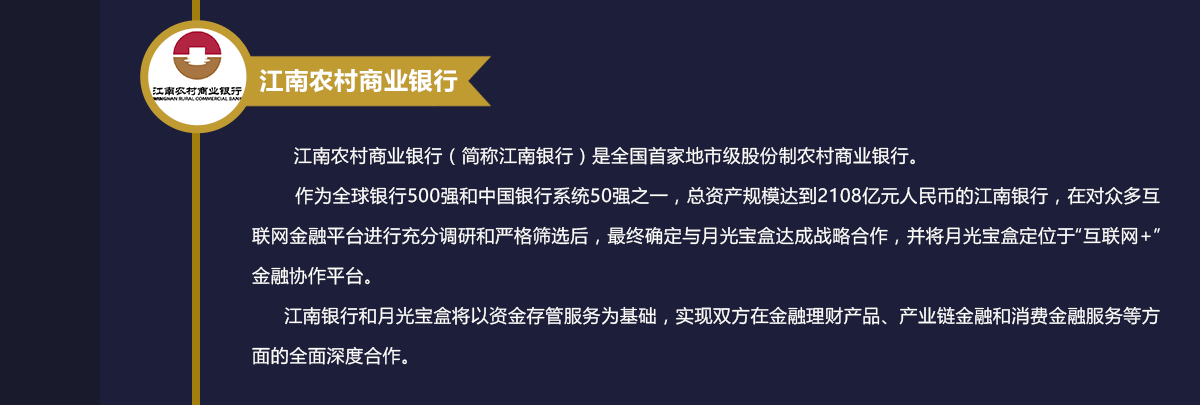 江南农村商业银行
JIANGNAN RURAL COMMERCIAL BANK
江南农村商业银行
江南农村商业银行（简称江南银行）是全国首家地市级股份制农村商业银行。
作为全球银行500强和中国银行系统50强之一，总资产规模达到2108亿元人民币的江南银行，在对众多互
联网金融平台进行充分调研和严格筛选后，最终确定与月光宝盒达成战略合作，并将月光宝盒定位于“互联网+”
金融协作平台。
江南银行和月光宝盒将以资金存管服务为基础，实现双方在金融理财产品、产业链金融和消费金融服务等方
面的全面深度合作。